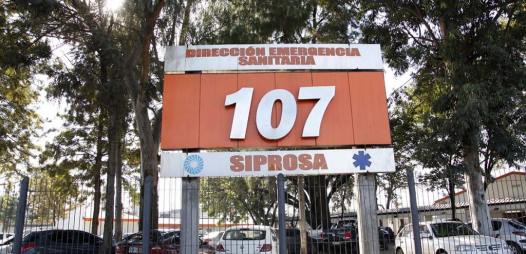 DIRECCIÓN EMERGENCIA
SANITARIA
107
SIPROSA